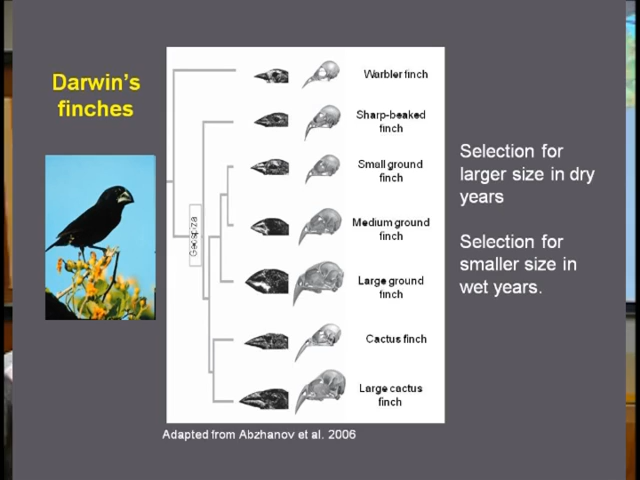 Darwin's
finches
Warbler finch
Sharp-beaked
finch
Small ground
finch
Medium ground
finch
Geospiza
Large ground
finch
Cactus finch
Large cactus
finch
Adapted from Abzhanov et al. 2006
Selection for
larger size in dry
years
Selection for
smaller size in
wet years.